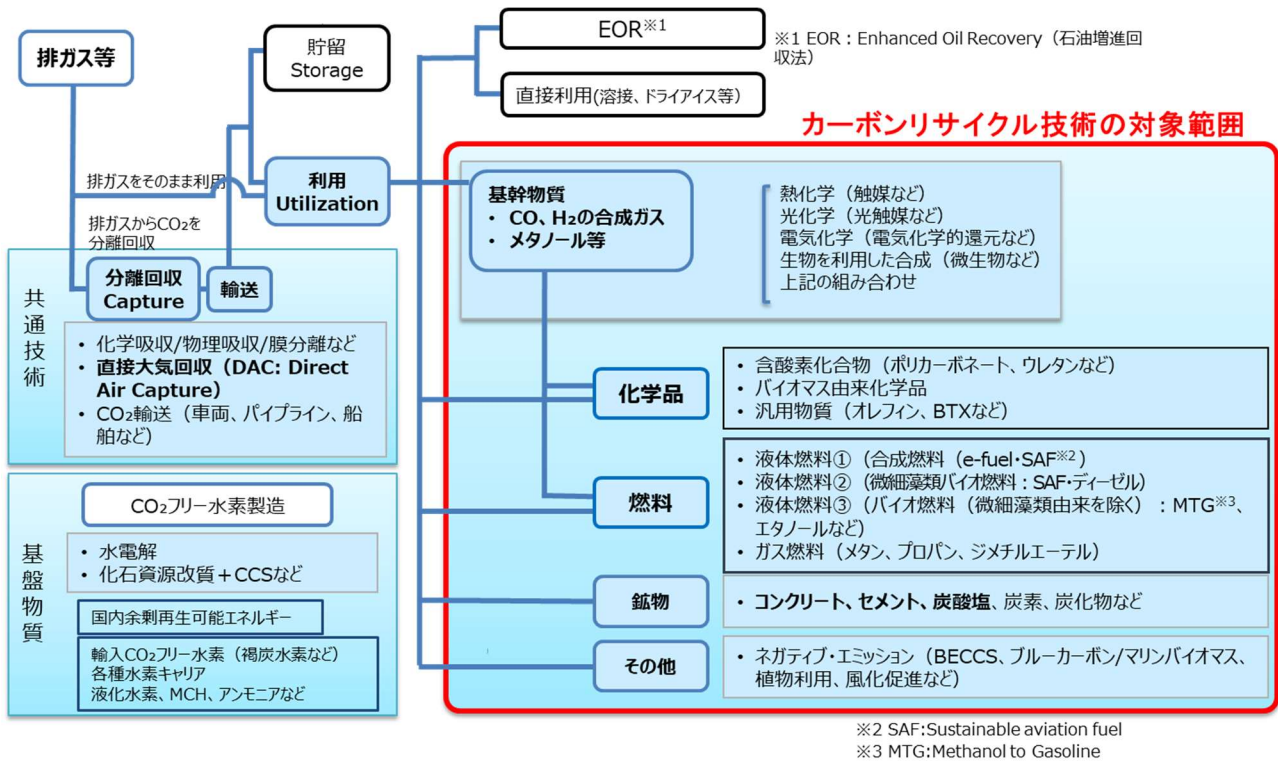 排ガス等
貯留
Storage
EOR※1
※1 EOR：Enhanced Oil Recovery（石油増進回
収法）
直接利用(溶接、ドライアイス等）
カーボンリサイクル技術の対象範囲
排ガスをそのまま利用
利用
Utilization
排ガスからCO₂を
分離回収
基幹物質
• CO、H₂の合成ガス
• メタノール等
熱化学（触媒など）
光化学（光触媒など）
電気化学（電気化学的還元など）
生物を利用した合成（微生物など）
上記の組み合わせ
共通技術
分離回収
Capture
輸送
• 化学吸収/物理吸収/膜分離など
• 直接大気回収（DAC: Direct
Air Capture）
• CO₂輸送（車両、パイプライン、船
舶など）
化学品
• 含酸素化合物（ポリカーボネート、ウレタンなど）
• バイオマス由来化学品
• 汎用物質（オレフィン、BTXなど）
燃料
• 液体燃料①（合成燃料（e-fuel・SAF※2）
• 液体燃料②（微細藻類バイオ燃料：SAF・ディーゼル）
• 液体燃料③（バイオ燃料（微細藻類由来を除く）：MTG※3、
エタノールなど）
• ガス燃料（メタン、プロパン、ジメチルエーテル）
鉱物
• コンクリート、セメント、炭酸塩、炭素、炭化物など
その他
• ネガティブ・エミッション（BECCS、ブルーカーボン/マリンバイオマス、
植物利用、風化促進など）
基盤物質
CO₂フリー水素製造
• 水電解
• 化石資源改質＋CCSなど
国内余剰再生可能エネルギー
輸入CO₂フリー水素（褐炭水素など）
各種水素キャリア
液化水素、MCH、アンモニアなど
※2 SAF:Sustainable aviation fuel
※3 MTG:Methanol to Gasoline